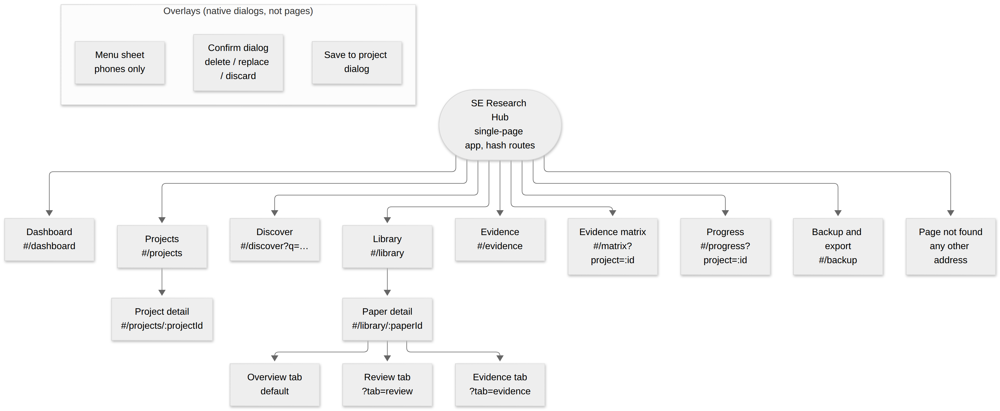 Overlays (native dialogs, not pages)
Menu sheet
phones only
Confirm dialog
delete / replace
/ discard
Save to project
dialog
SE Research
Hub
single-page
app, hash routes
Dashboard
#/dashboard
Projects
#/projects
Discover
#/discover?q=…
Library
#/library
Evidence
#/evidence
Evidence matrix
#/matrix?
project=:id
Progress
#/progress?
project=:id
Backup and
export
#/backup
Page not found
any other
address
Project detail
#/projects/:projectId
Paper detail
#/library/:paperId
Overview tab
default
Review tab
?tab=review
Evidence tab
?tab=evidence